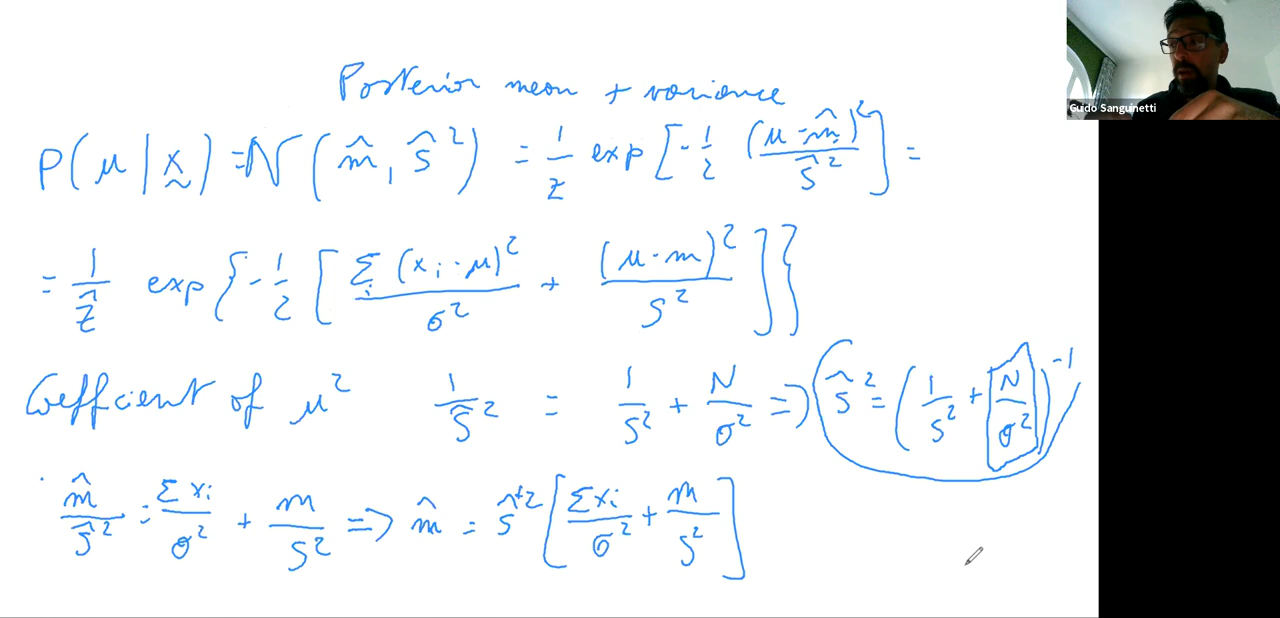 Posterior mean + variance
Guido Sanguinetti
P(μ|x̰) = N(m̂, ŝ²) = 1/z exp[-1/2 (μ-m̂)²/ŝ²] =
= 1/ẑ exp{-1/2 [Σᵢ(xᵢ-μ)²/σ² + (μ-m)²/s²]}
Coefficient of μ² 1/ŝ² = 1/s² + N/σ² => ŝ² = (1/s² + N/σ²)⁻¹
m̂/ŝ² = Σxᵢ/σ² + m/s² => m̂ = ŝ²[Σxᵢ/σ² + m/s²]